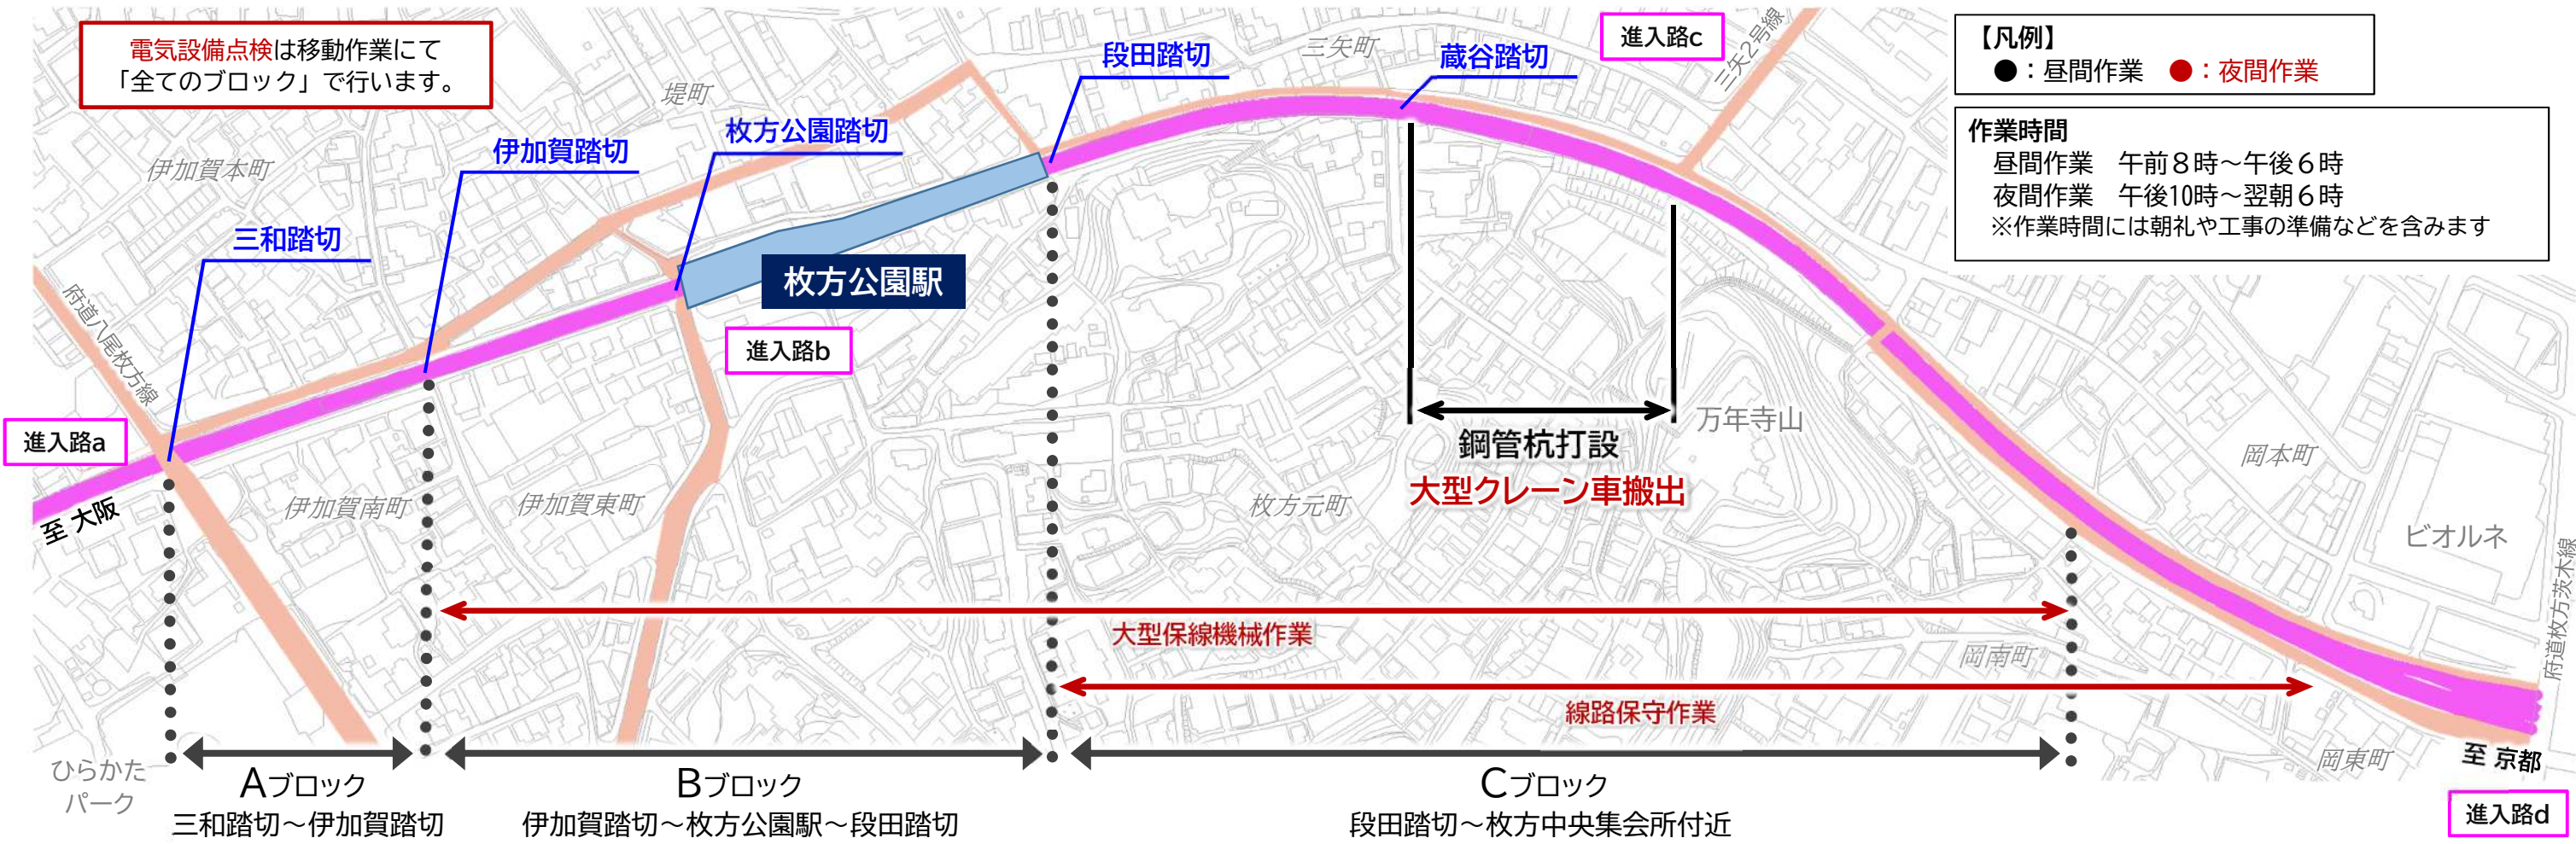 電気設備点検は移動作業にて
「全てのブロック」で行います。
【凡例】
●：昼間作業　●：夜間作業
作業時間
昼間作業　午前８時～午後６時
夜間作業　午後10時～翌朝６時
※作業時間には朝礼や工事の準備などを含みます
進入路c
三矢2号線
三矢町
段田踏切
蔵谷踏切
堤町
枚方公園踏切
伊加賀踏切
伊加賀本町
三和踏切
枚方公園駅
府道八尾枚方線
進入路b
進入路a
至 大阪
伊加賀南町
伊加賀東町
枚方元町
鋼管杭打設
大型クレーン車搬出
万年寺山
岡本町
ビオルネ
府道枚方茨木線
大型保線機械作業
岡南町
線路保守作業
岡東町
至 京都
進入路d
ひらかた
パーク
Aブロック
三和踏切～伊加賀踏切
Bブロック
伊加賀踏切～枚方公園駅～段田踏切
Cブロック
段田踏切～枚方中央集会所付近